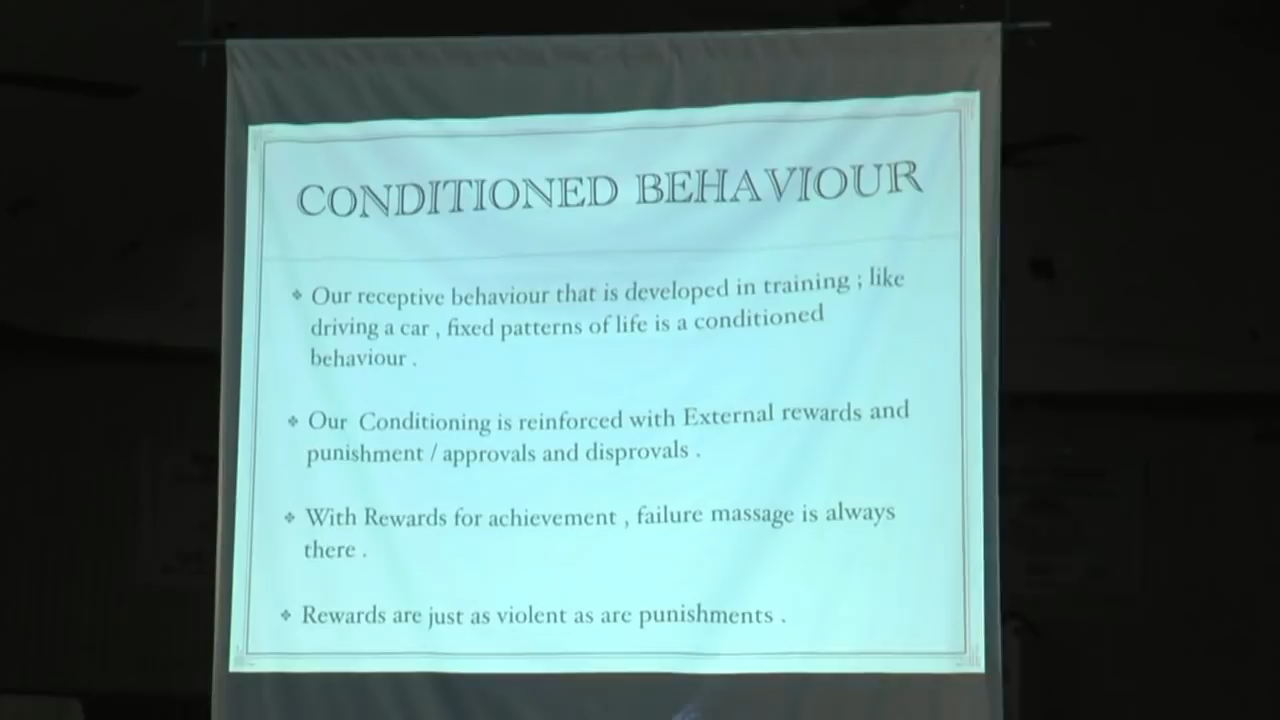 CONDITIONED BEHAVIOUR
❖ Our receptive behaviour that is developed in training ; like
driving a car , fixed patterns of life is a conditioned
behaviour .
❖ Our Conditioning is reinforced with External rewards and
punishment / approvals and disprovals .
❖ With Rewards for achievement , failure massage is always
there .
❖ Rewards are just as violent as are punishments .